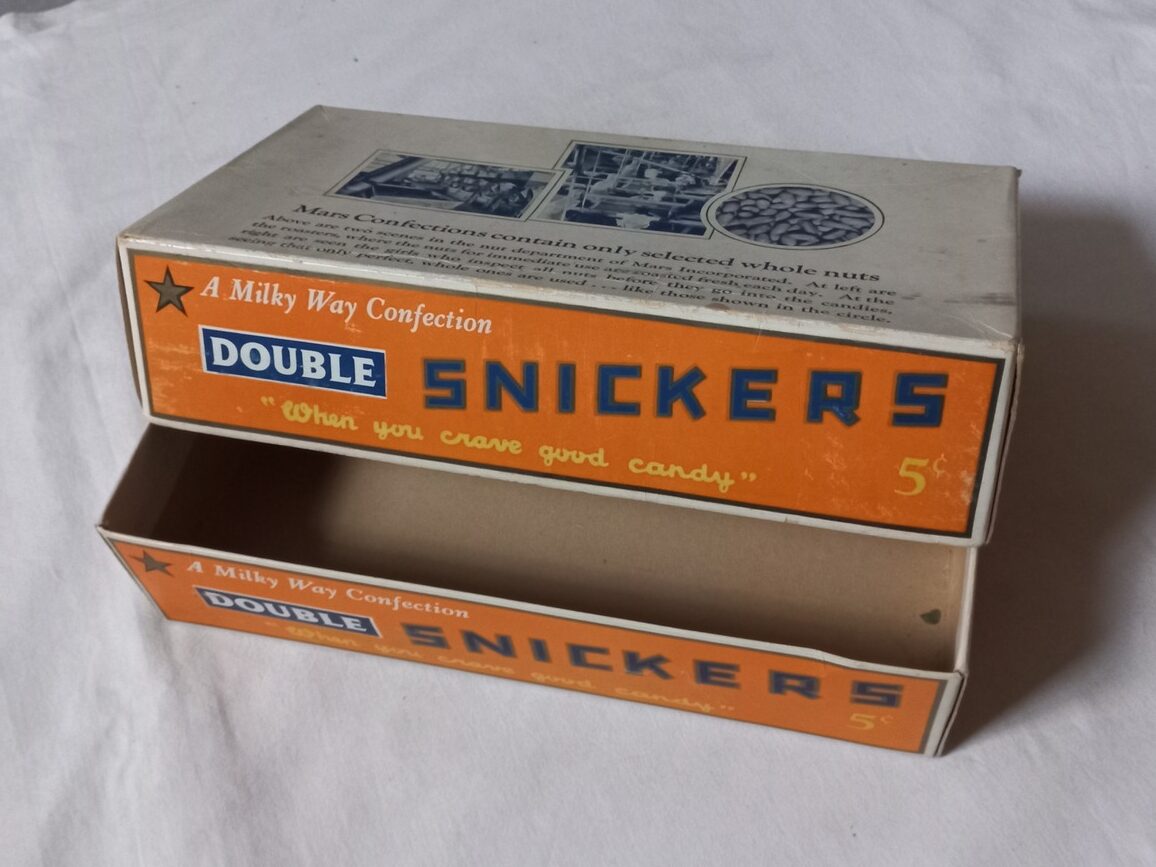 Mars Confections contain only selected whole nuts
Above are two scenes in the nut department of Mars Incorporated. At left are
the roasters, where the nuts for immediate use are roasted fresh each day. At the
right are seen the girls who inspect all nuts before they go into the candies,
seeing that only perfect, whole ones are used . . . like those shown in the circle.
A Milky Way Confection
DOUBLE SNICKERS
"When you crave good candy"
5¢
A Milky Way Confection
DOUBLE SNICKERS
"When you crave good candy"
5¢